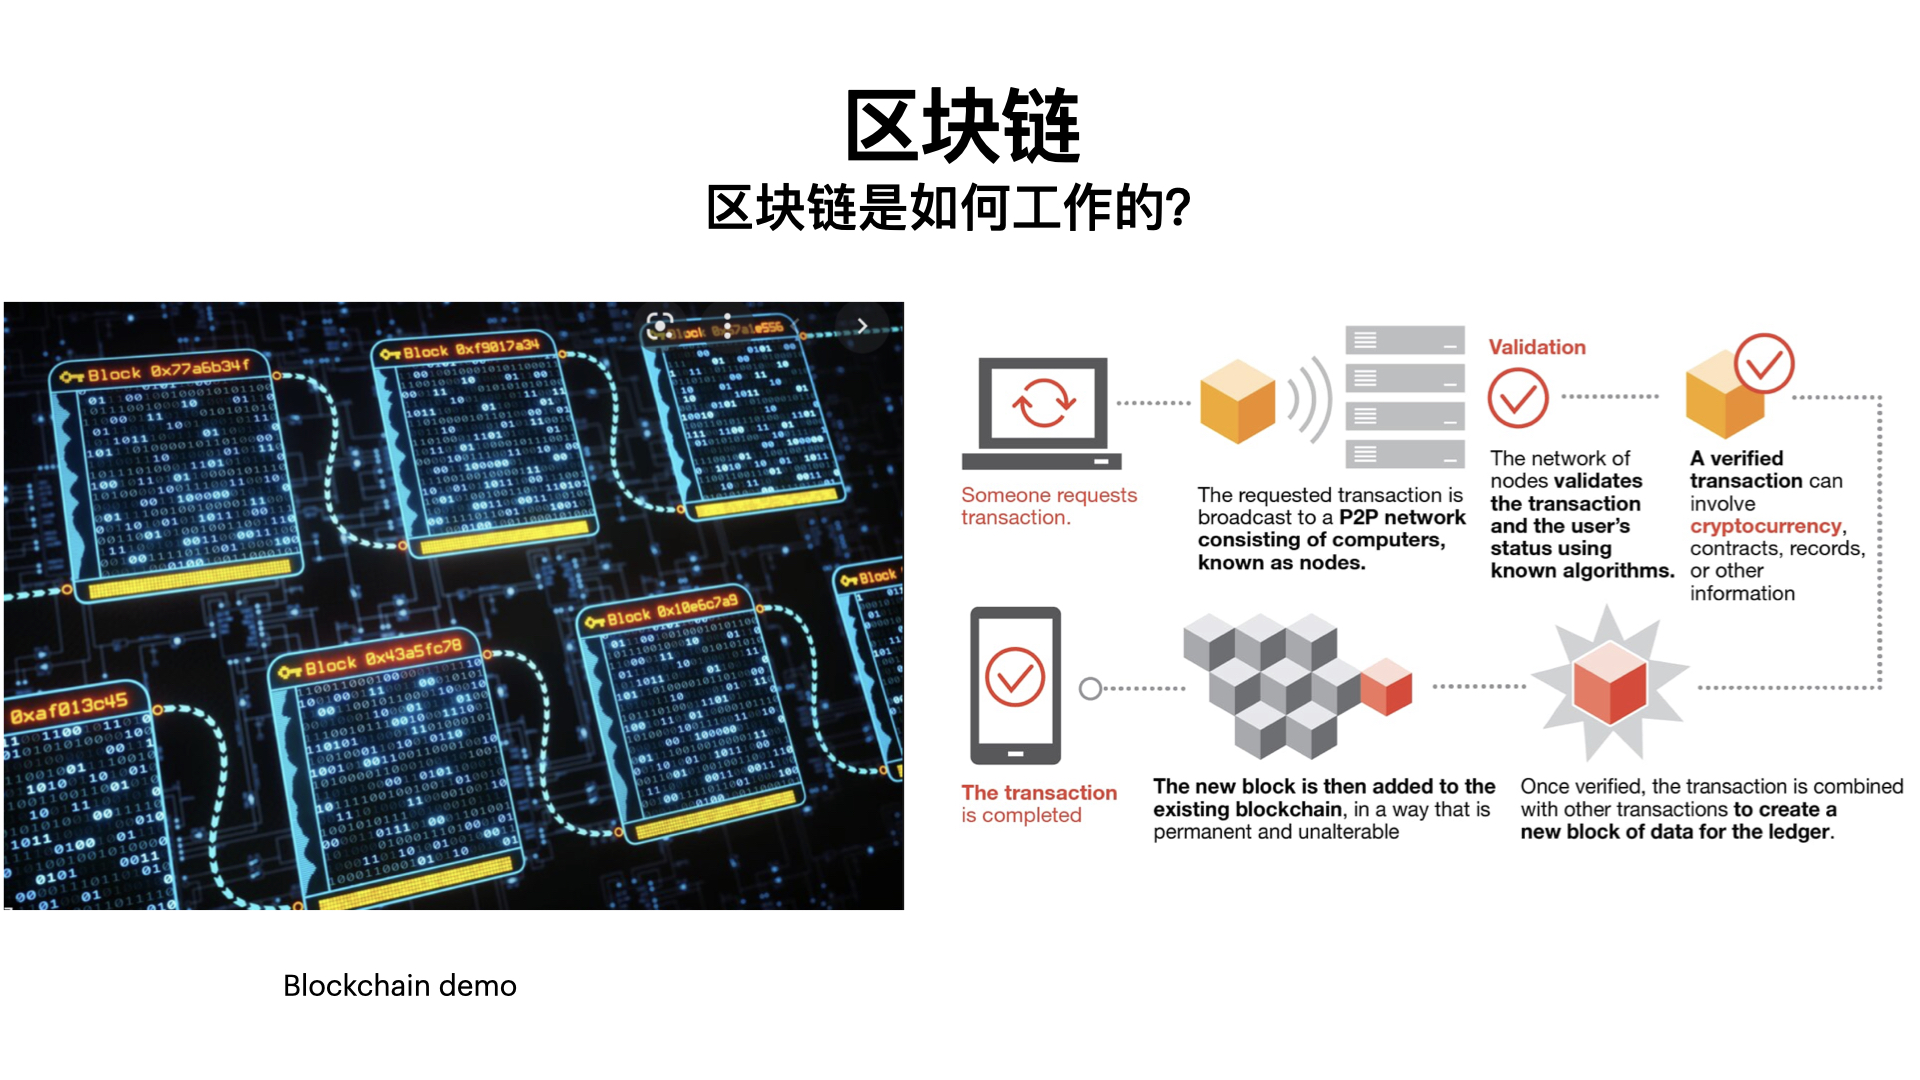 区块链
区块链是如何工作的?
Block 0x77a6b34f
Block 0xf9017a34
Block
Block 0x10e6c7a9
Block
Block 0x43a5fc78
0xaf013c45
Someone requests
transaction.
The requested transaction is
broadcast to a P2P network
consisting of computers,
known as nodes.
Validation
The network of
nodes validates
the transaction
and the user's
status using
known algorithms.
A verified
transaction can
involve
cryptocurrency,
contracts, records,
or other
information
The transaction
is completed
The new block is then added to the
existing blockchain, in a way that is
permanent and unalterable
Once verified, the transaction is combined
with other transactions to create a
new block of data for the ledger.
Blockchain demo